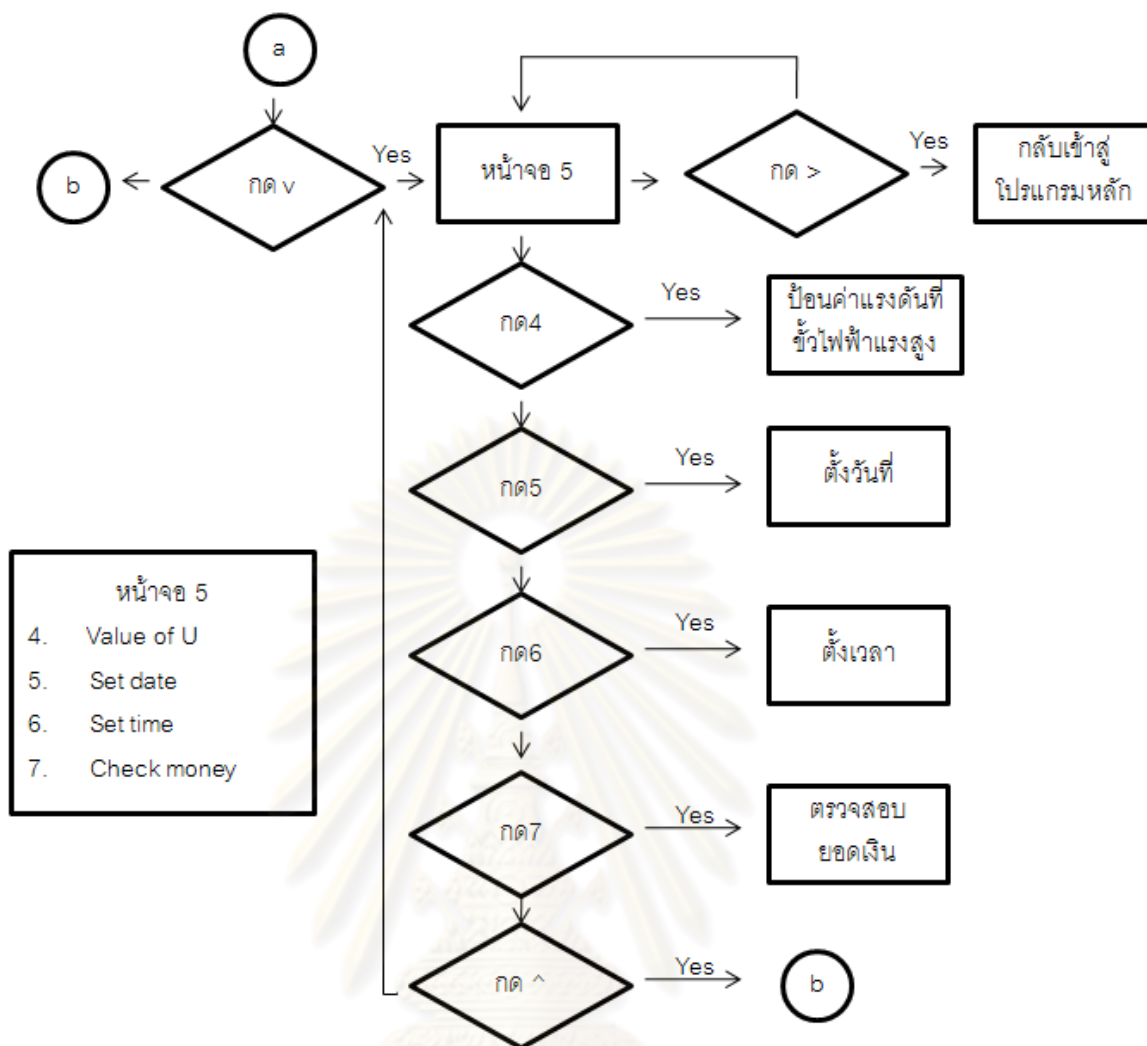 a
b
กด v
Yes
หน้าจอ 5
กด >
Yes
กลับเข้าสู่
โปรแกรมหลัก
กด4
Yes
ป้อนค่าแรงดันที่
ขั้วไฟฟ้าแรงสูง
กด5
Yes
ตั้งวันที่
หน้าจอ 5
4. Value of U
5. Set date
6. Set time
7. Check money
กด6
Yes
ตั้งเวลา
กด7
Yes
ตรวจสอบ
ยอดเงิน
กด ^
Yes
b